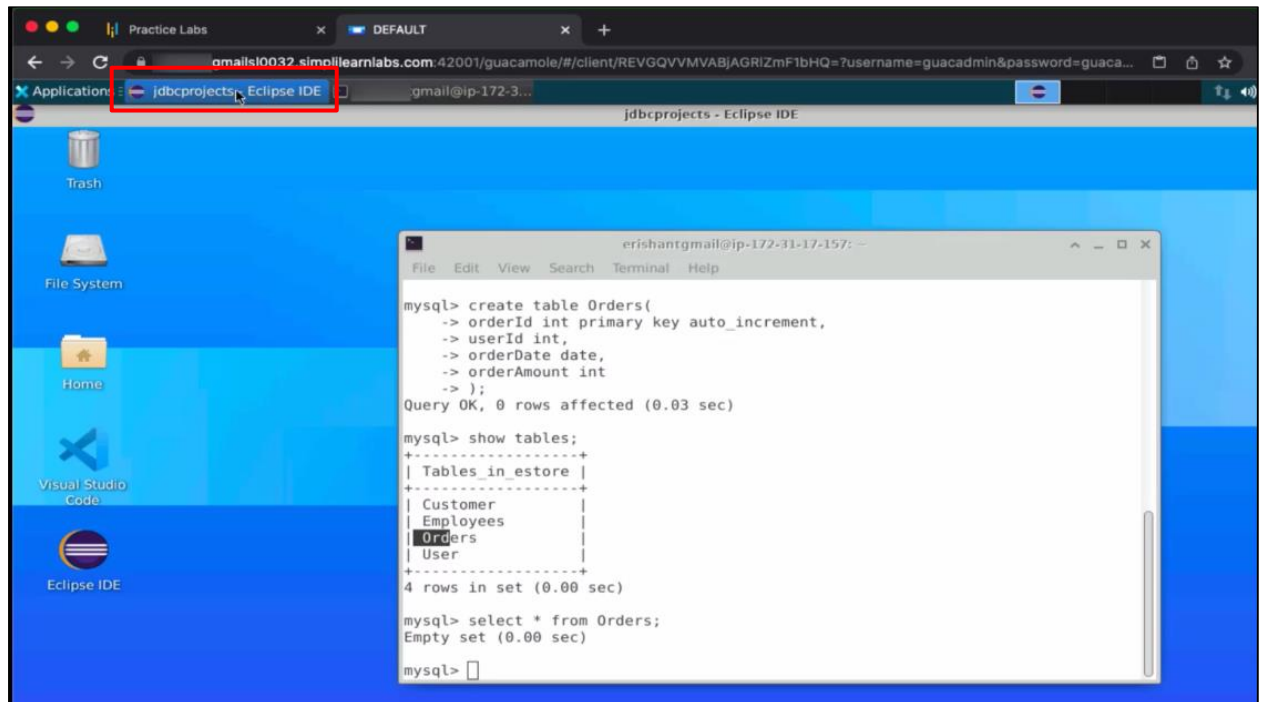 Practice Labs
DEFAULT
gmailsl0032.simplilearnlabs.com:42001/guacamole/#/client/REVGQVVMVABjAGRlZmF1bHQ=?username=guacadmin&password=guaca...
Applications
jdbcprojects - Eclipse IDE
:gmail@ip-172-3...
jdbcprojects - Eclipse IDE
Trash
File System
Home
Visual Studio
Code
Eclipse IDE
erishantgmail@ip-172-31-17-157: ~
File Edit View Search Terminal Help
mysql> create table Orders(
-> orderId int primary key auto_increment,
-> userId int,
-> orderDate date,
-> orderAmount int
-> );
Query OK, 0 rows affected (0.03 sec)
mysql> show tables;
+------------------+
| Tables_in_estore |
+------------------+
| Customer |
| Employees |
| Orders |
| User |
+------------------+
4 rows in set (0.00 sec)
mysql> select * from Orders;
Empty set (0.00 sec)
mysql>